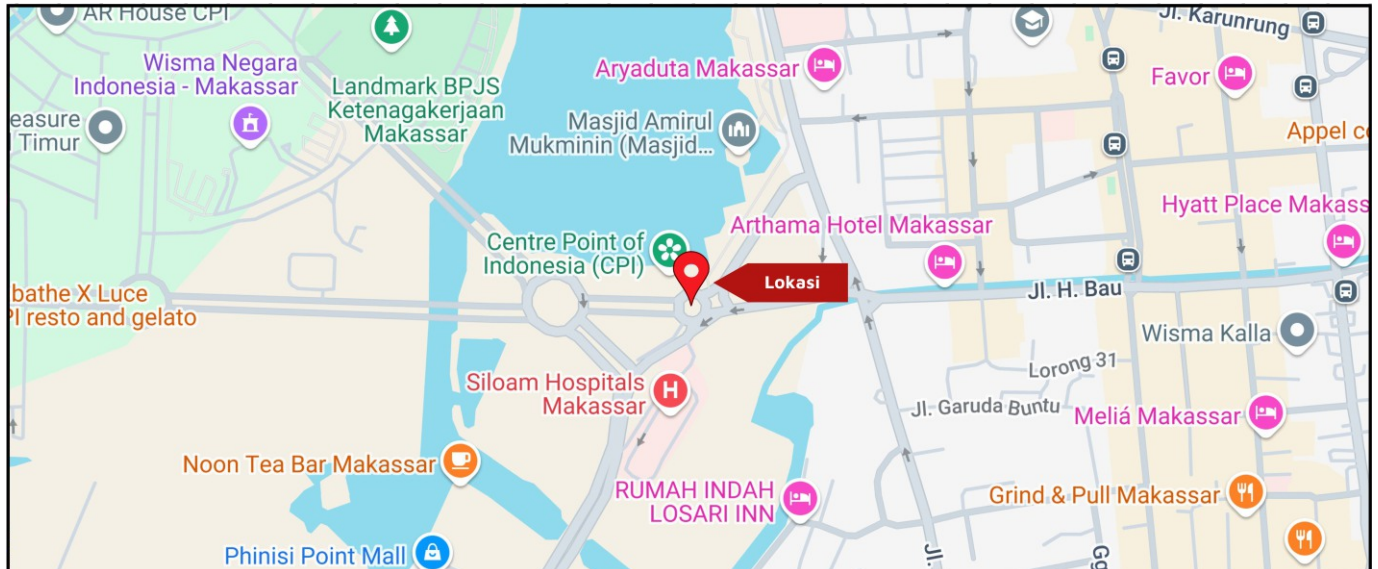 AR House CPI
Jl. Karunrung
Wisma Negara
Indonesia - Makassar
Landmark BPJS
Ketenagakerjaan
Makassar
Aryaduta Makassar
Favor
easure
Timur
Masjid Amirul
Mukminin (Masjid...
Appel co
Hyatt Place Makass
Arthama Hotel Makassar
Centre Point of
Indonesia (CPI)
Lokasi
Jl. H. Bau
bathe X Luce
PI resto and gelato
Wisma Kalla
Lorong 31
Siloam Hospitals
Makassar
H
Jl. Garuda Buntu
Meliá Makassar
Noon Tea Bar Makassar
RUMAH INDAH
LOSARI INN
Grind & Pull Makassar
Phinisi Point Mall
Jl.
Gg